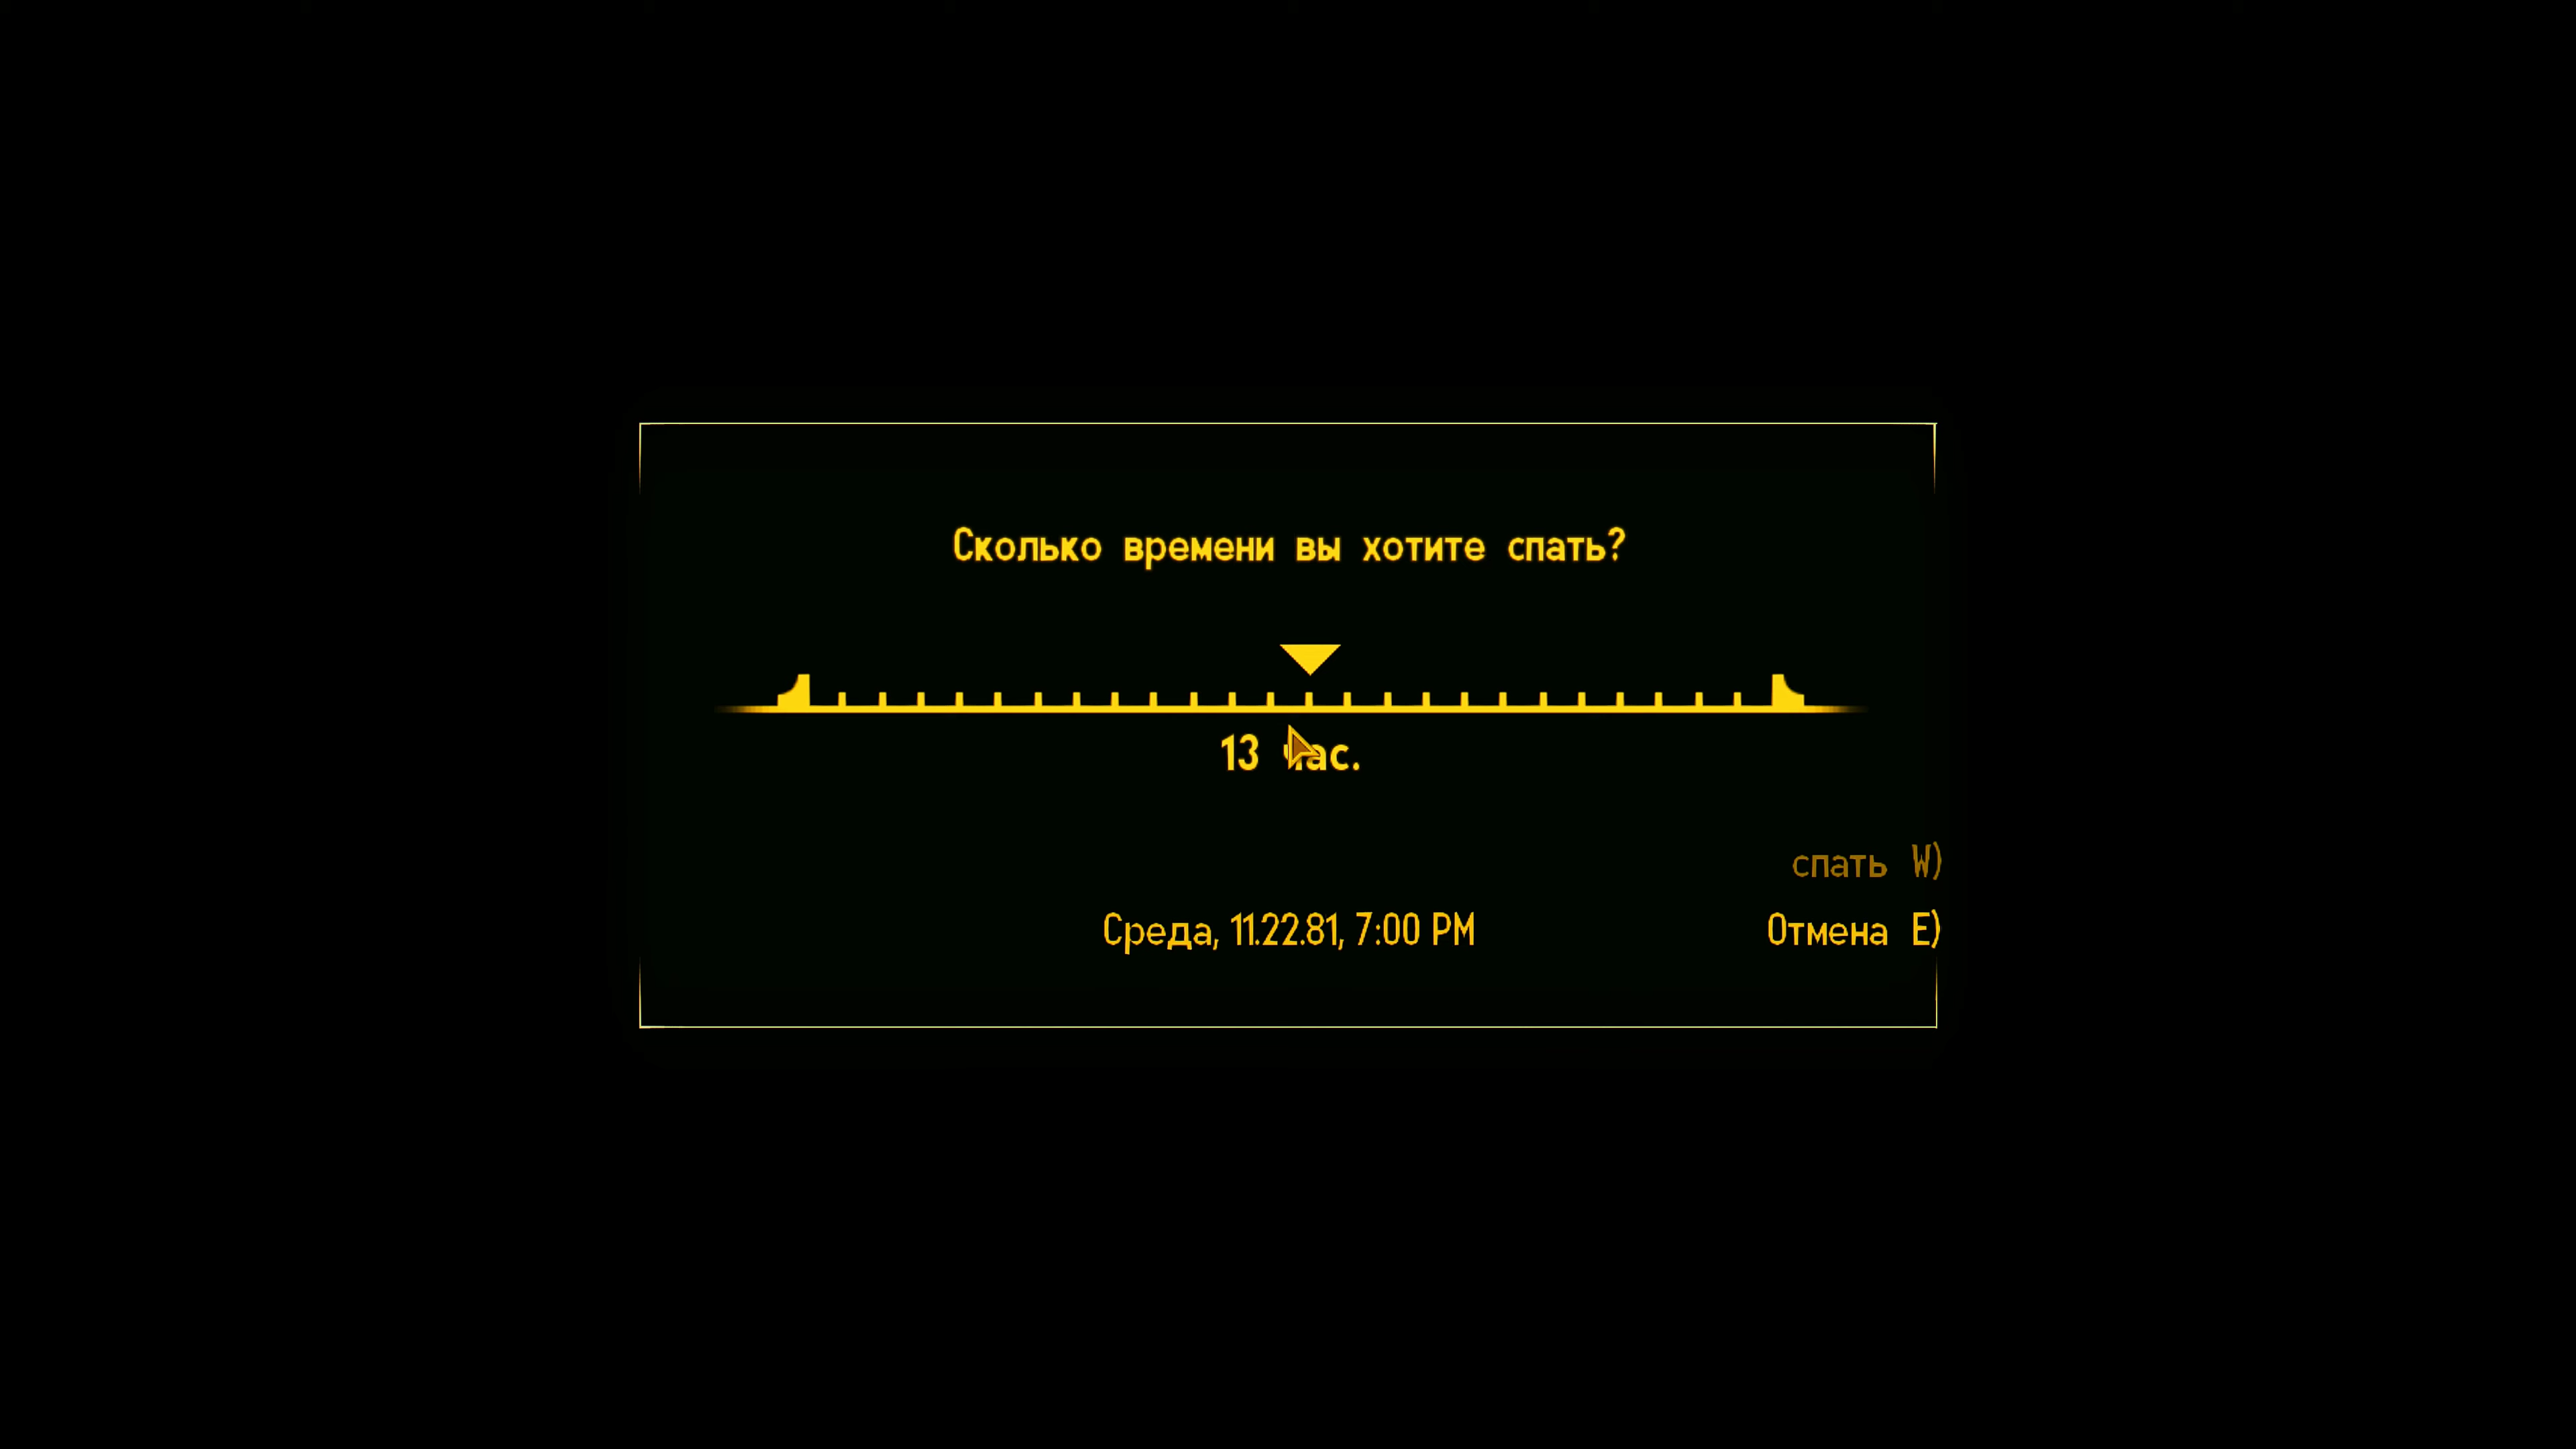 Сколько времени вы хотите спать?
13 час.
спать W)
Среда, 11.22.81, 7:00 PM
Отмена E)